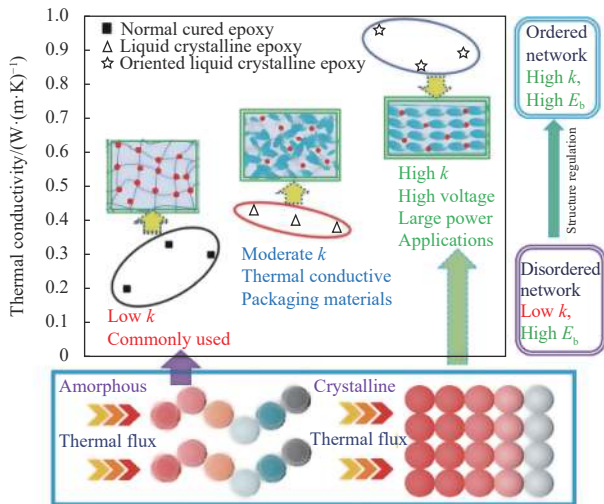 Thermal conductivity/(W·(m·K)⁻¹)
1.0
0.9
0.8
0.7
0.6
0.5
0.4
0.3
0.2
0.1
0
Normal cured epoxy
Liquid crystalline epoxy
Oriented liquid crystalline epoxy
Low k
Commonly used
Moderate k
Thermal conductive
Packaging materials
High k
High voltage
Large power
Applications
Ordered
network
High k,
High E_b
Structure regulation
Disordered
network
Low k,
High E_b
Amorphous
Thermal flux
Crystalline
Thermal flux